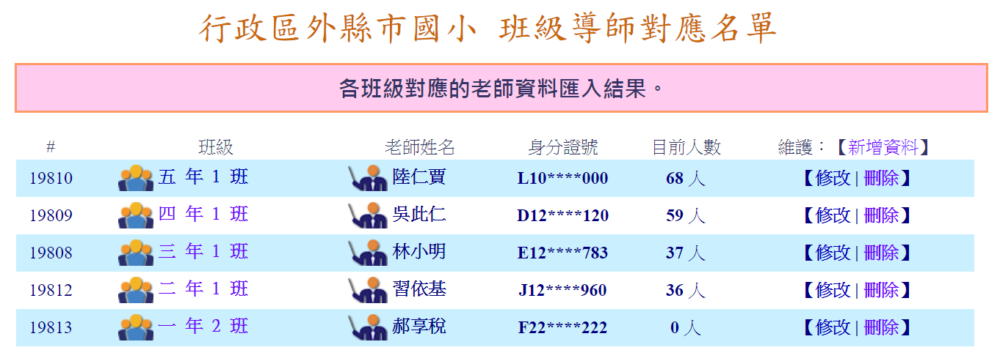 行政區外縣市國小 班級導師對應名單
各班級對應的老師資料匯入結果。
# 班級 老師姓名 身分證號 目前人數 維護：【新增資料】
19810 五 年 1 班 陸仁賈 L10****000 68 人 【修改 | 刪除】
19809 四 年 1 班 吳此仁 D12****120 59 人 【修改 | 刪除】
19808 三 年 1 班 林小明 E12****783 37 人 【修改 | 刪除】
19812 二 年 1 班 習依基 J12****960 36 人 【修改 | 刪除】
19813 一 年 2 班 郝享稅 F22****222 0 人 【修改 | 刪除】